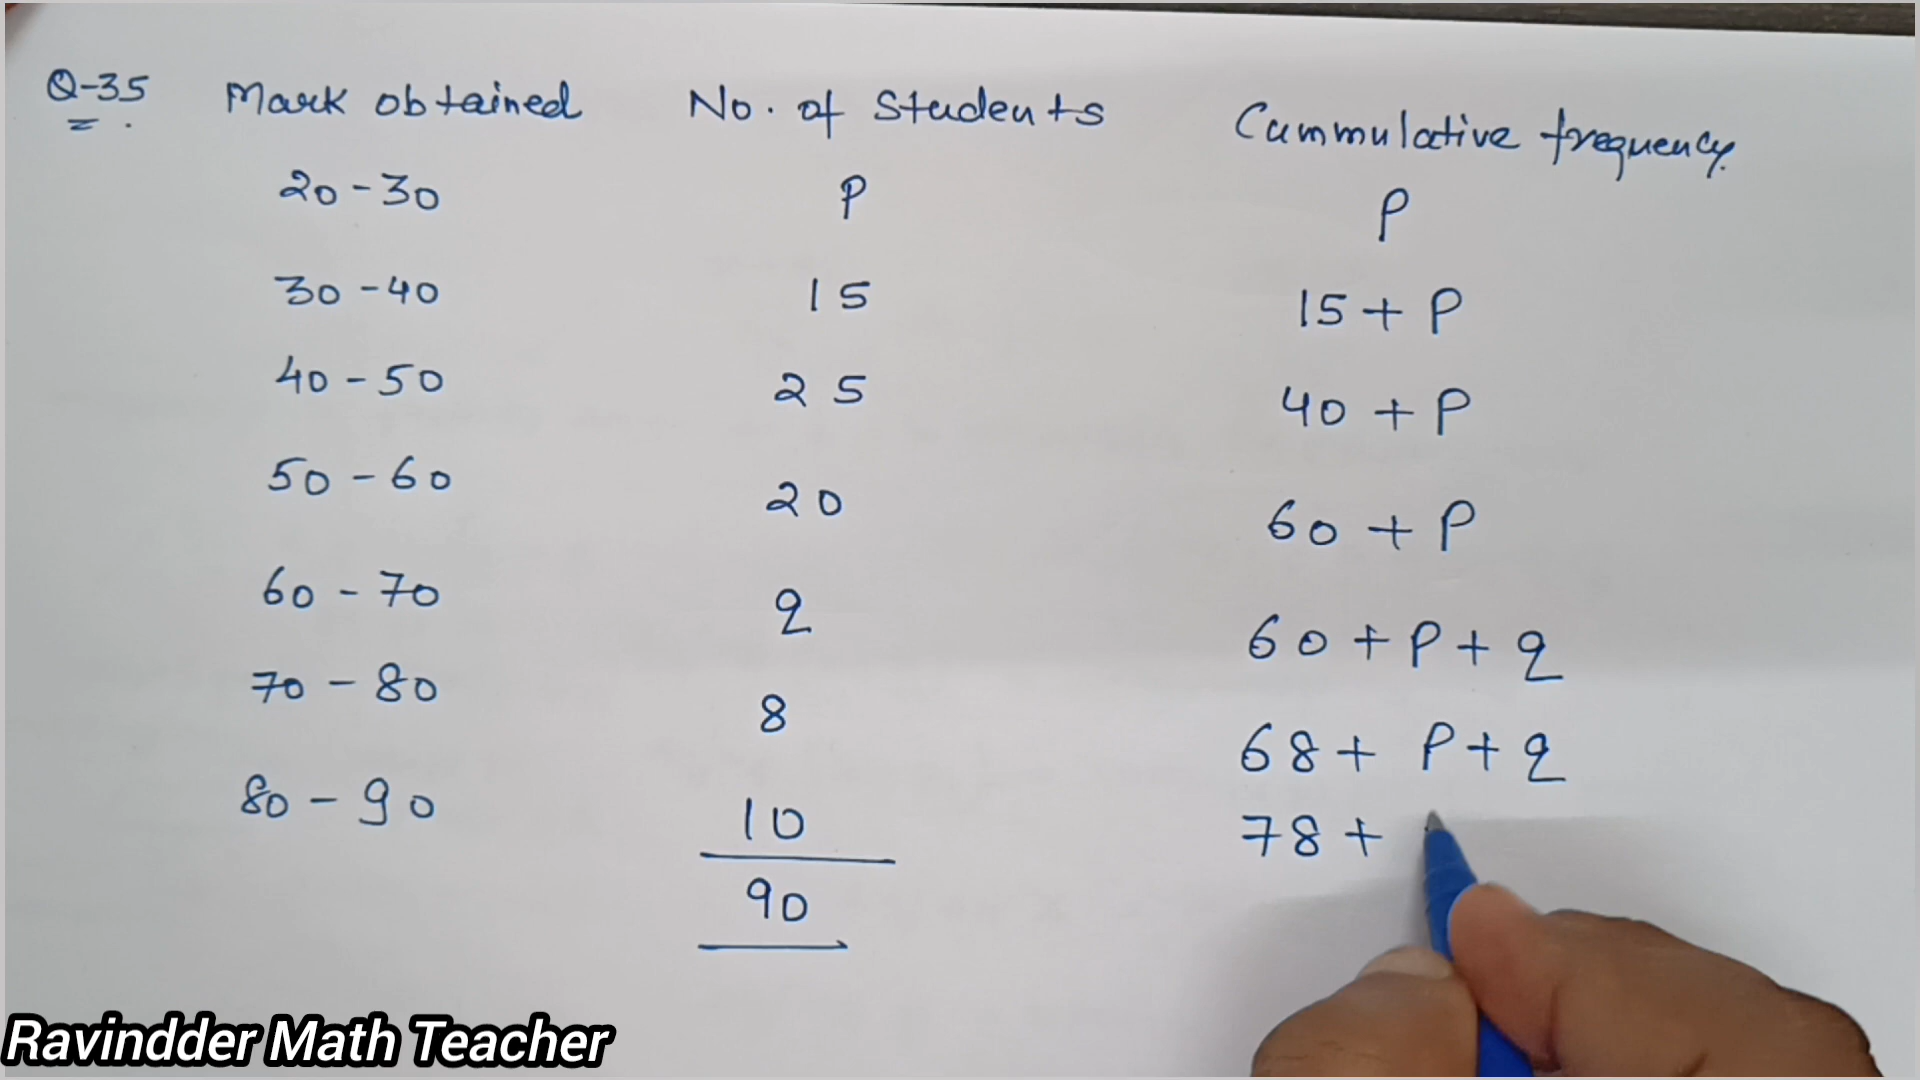 Q-35 Mark obtained No. of Students Cummulative frequency
20-30 P P
30-40 15 15+P
40-50 25 40+P
50-60 20 60+P
60-70 q 60+P+q
70-80 8 68+P+q
80-90 10 78+
90
Ravindder Math Teacher